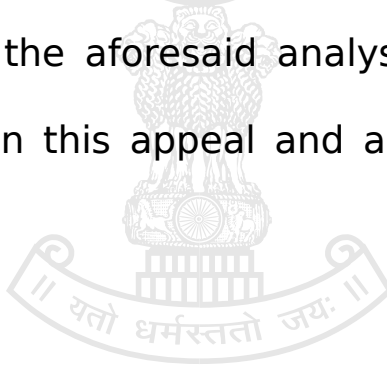 the aforesaid analys
n this appeal and a
॥ यतो धर्मस्ततो जयः ॥